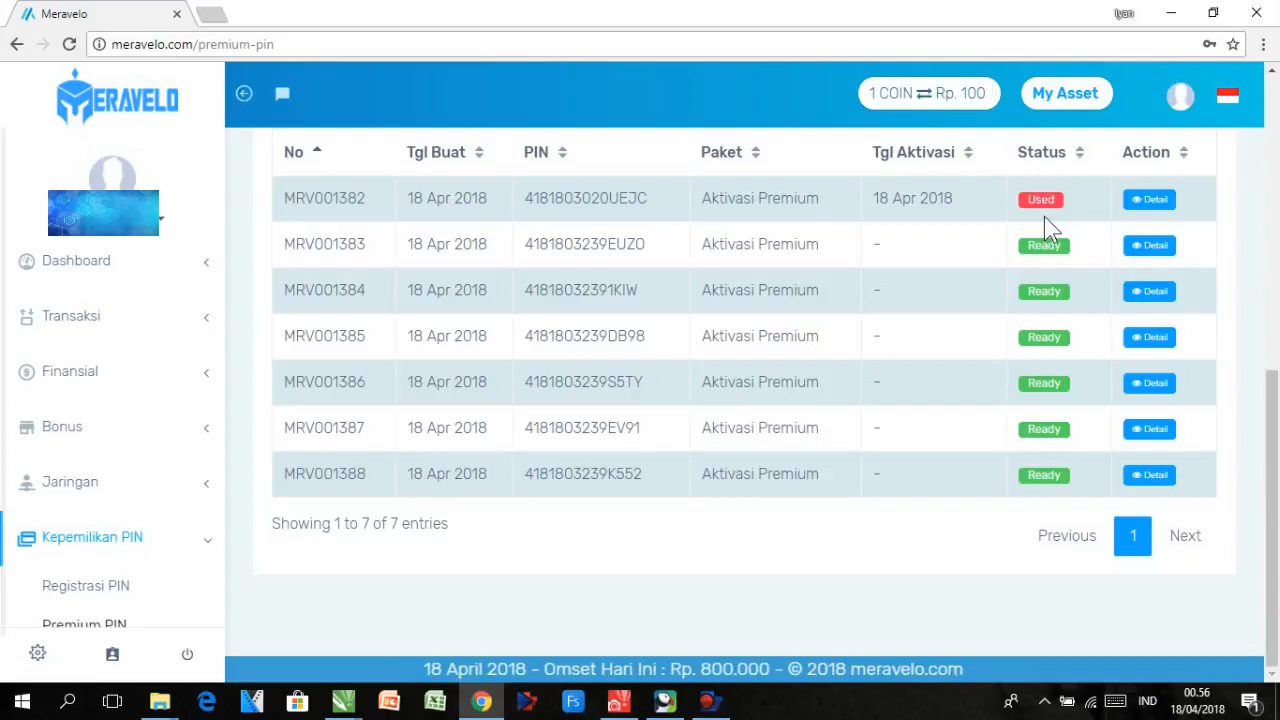 Meravelo
Iyan
meravelo.com/premium-pin
MERAVELO
1 COIN ⇄ Rp. 100
My Asset
No Tgl Buat PIN Paket Tgl Aktivasi Status Action
MRV001382 18 Apr 2018 4181803020UEJC Aktivasi Premium 18 Apr 2018 Used Detail
MRV001383 18 Apr 2018 4181803239EUZO Aktivasi Premium - Ready Detail
MRV001384 18 Apr 2018 41818032391KIW Aktivasi Premium - Ready Detail
MRV001385 18 Apr 2018 4181803239DB98 Aktivasi Premium - Ready Detail
MRV001386 18 Apr 2018 4181803239S5TY Aktivasi Premium - Ready Detail
MRV001387 18 Apr 2018 4181803239EV91 Aktivasi Premium - Ready Detail
MRV001388 18 Apr 2018 4181803239K552 Aktivasi Premium - Ready Detail
Showing 1 to 7 of 7 entries
Previous 1 Next
Dashboard
Transaksi
Finansial
Bonus
Jaringan
Kepemilikan PIN
Registrasi PIN
Premium PIN
18 April 2018 - Omset Hari Ini : Rp. 800.000 - © 2018 meravelo.com
IND
00.56
18/04/2018
1